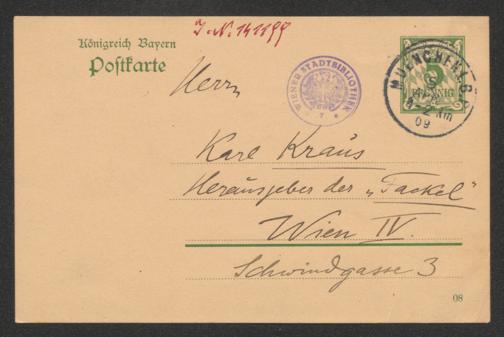 J.-N. 141199
Königreich Bayern
Postkarte
WIENER STADTBIBLIOTHEK
MUENCHEN
PFENNIG
09
Herrn
Karl Kraus
Herausgeber der „Fackel"
Wien IV.
Schwindgasse 3
08